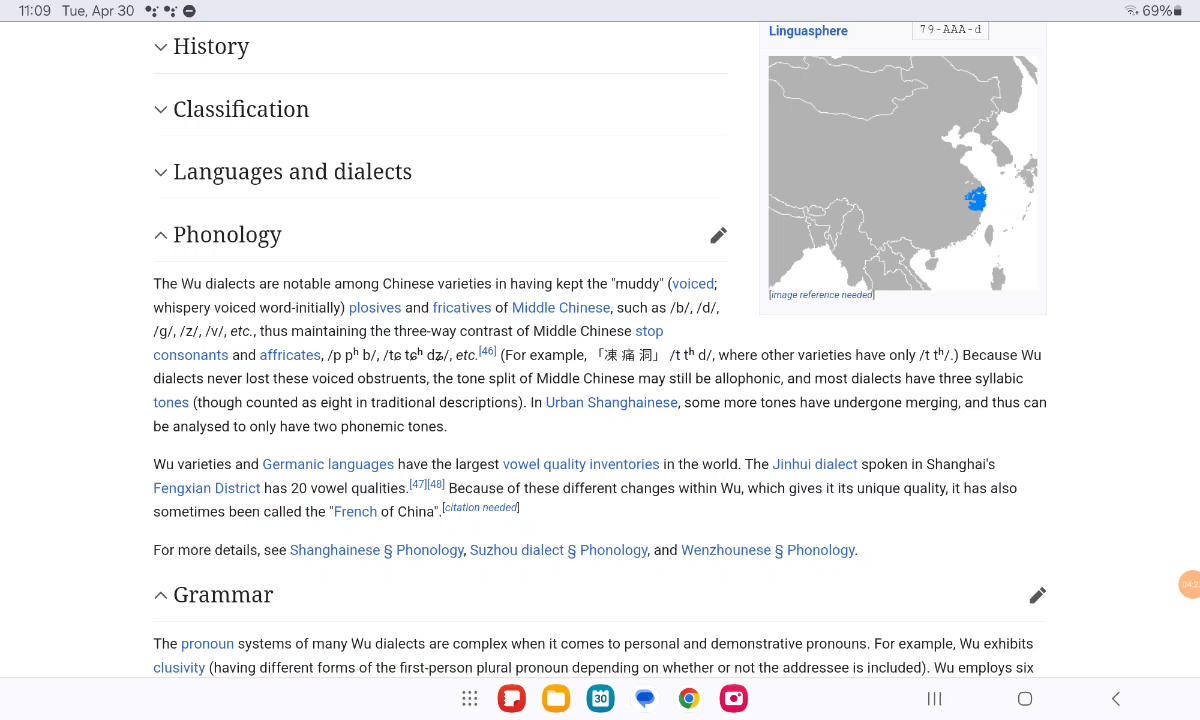 11:09 Tue, Apr 30
69%
Linguasphere 79-AAA-d
History
Classification
Languages and dialects
Phonology
[image reference needed]
The Wu dialects are notable among Chinese varieties in having kept the "muddy" (voiced;
whispery voiced word-initially) plosives and fricatives of Middle Chinese, such as /b/, /d/,
/g/, /z/, /v/, etc., thus maintaining the three-way contrast of Middle Chinese stop
consonants and affricates, /p pʰ b/, /tɕ tɕʰ dʑ/, etc.[46] (For example, 「凍 痛 洞」 /t tʰ d/, where other varieties have only /t tʰ/.) Because Wu
dialects never lost these voiced obstruents, the tone split of Middle Chinese may still be allophonic, and most dialects have three syllabic
tones (though counted as eight in traditional descriptions). In Urban Shanghainese, some more tones have undergone merging, and thus can
be analysed to only have two phonemic tones.
Wu varieties and Germanic languages have the largest vowel quality inventories in the world. The Jinhui dialect spoken in Shanghai's
Fengxian District has 20 vowel qualities.[47][48] Because of these different changes within Wu, which gives it its unique quality, it has also
sometimes been called the "French of China".[citation needed]
For more details, see Shanghainese § Phonology, Suzhou dialect § Phonology, and Wenzhounese § Phonology.
Grammar
The pronoun systems of many Wu dialects are complex when it comes to personal and demonstrative pronouns. For example, Wu exhibits
clusivity (having different forms of the first-person plural pronoun depending on whether or not the addressee is included). Wu employs six
30